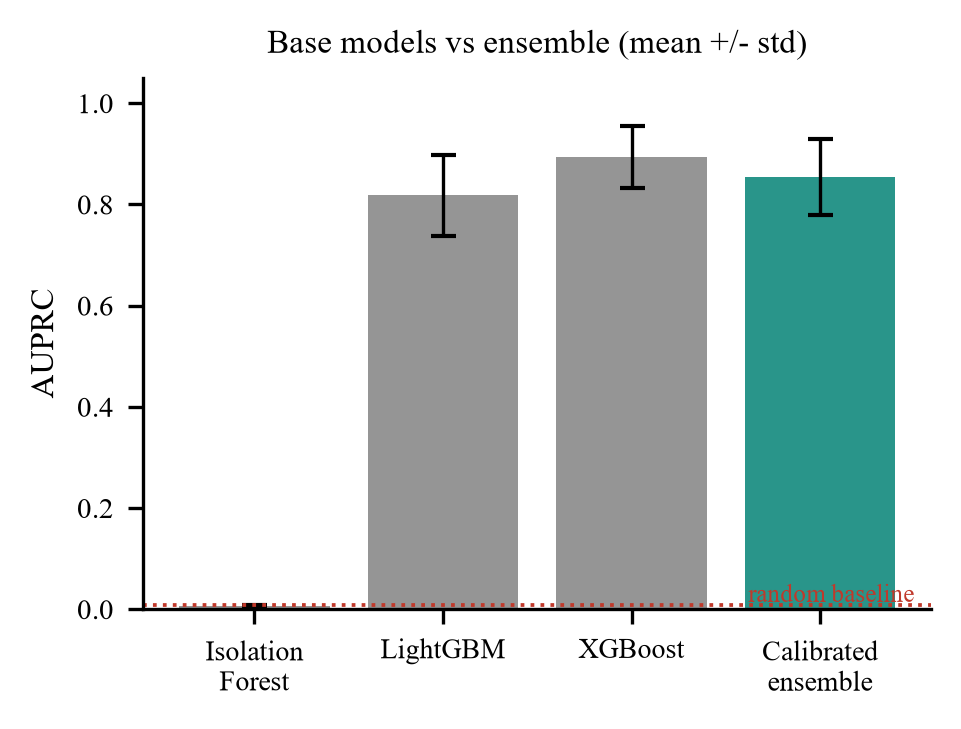 Base models vs ensemble (mean +/- std)
1.0
0.8
0.6
0.4
0.2
0.0
AUPRC
random baseline
Isolation
Forest
LightGBM
XGBoost
Calibrated
ensemble